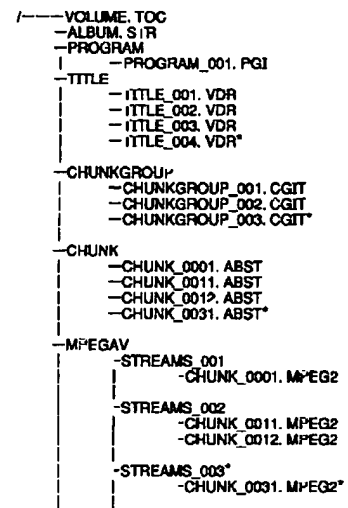 /----VOLUME. TOC
—ALBUM. STR
—PROGRAM
—PROGRAM_001. PGI
—TITLE
—TITLE_001. VDR
—TITLE_002. VDR
—TITLE_003. VDR
—TITLE_004. VDR*
—CHUNKGROUP
—CHUNKGROUP_001. CGIT
—CHUNKGROUP_002. CGIT
—CHUNKGROUP_003. CGIT*
—CHUNK
—CHUNK_0001. ABST
—CHUNK_0011. ABST
—CHUNK_0012. ABST
—CHUNK_0031. ABST*
—MPEGAV
-STREAMS_001
-CHUNK_0001. MPEG2
-STREAMS_002
-CHUNK_0011. MPEG2
-CHUNK_0012. MPEG2
-STREAMS_003*
-CHUNK_0031. MPEG2*